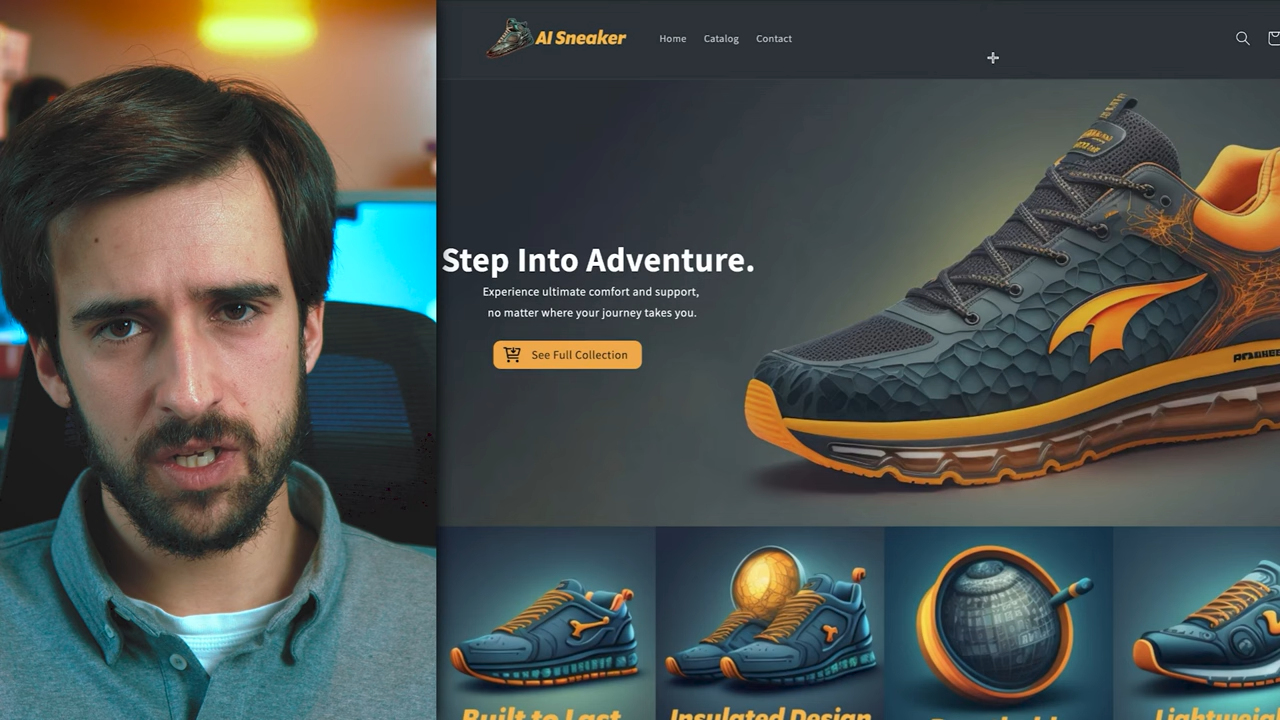 AI Sneaker
Home Catalog Contact
Step Into Adventure.
Experience ultimate comfort and support,
no matter where your journey takes you.
See Full Collection
Built to Last
Insulated Design